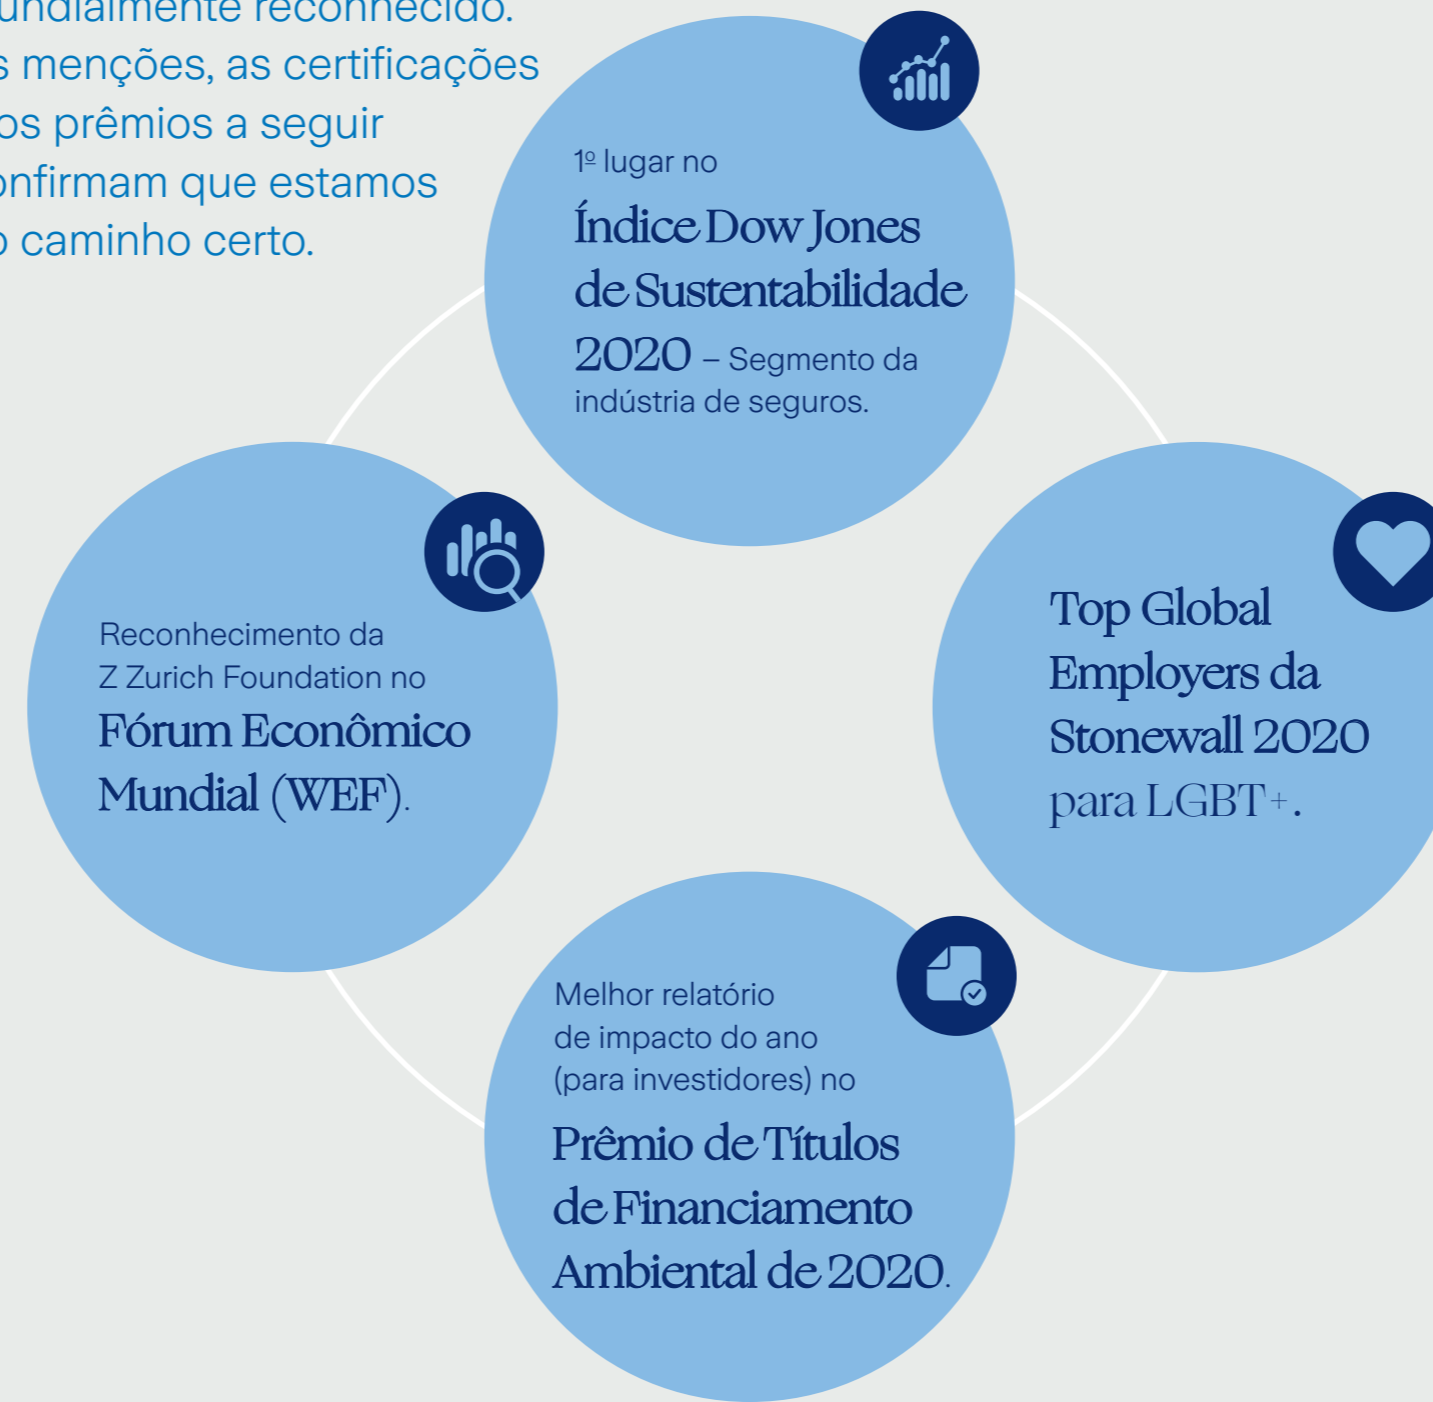 undialmente reconhecido.
s menções, as certificações
os prêmios a seguir
onfirmam que estamos
o caminho certo.
1º lugar no
Índice Dow Jones
de Sustentabilidade
2020 – Segmento da
indústria de seguros.
Reconhecimento da
Z Zurich Foundation no
Fórum Econômico
Mundial (WEF).
Top Global
Employers da
Stonewall 2020
para LGBT+.
Melhor relatório
de impacto do ano
(para investidores) no
Prêmio de Títulos
de Financiamento
Ambiental de 2020.